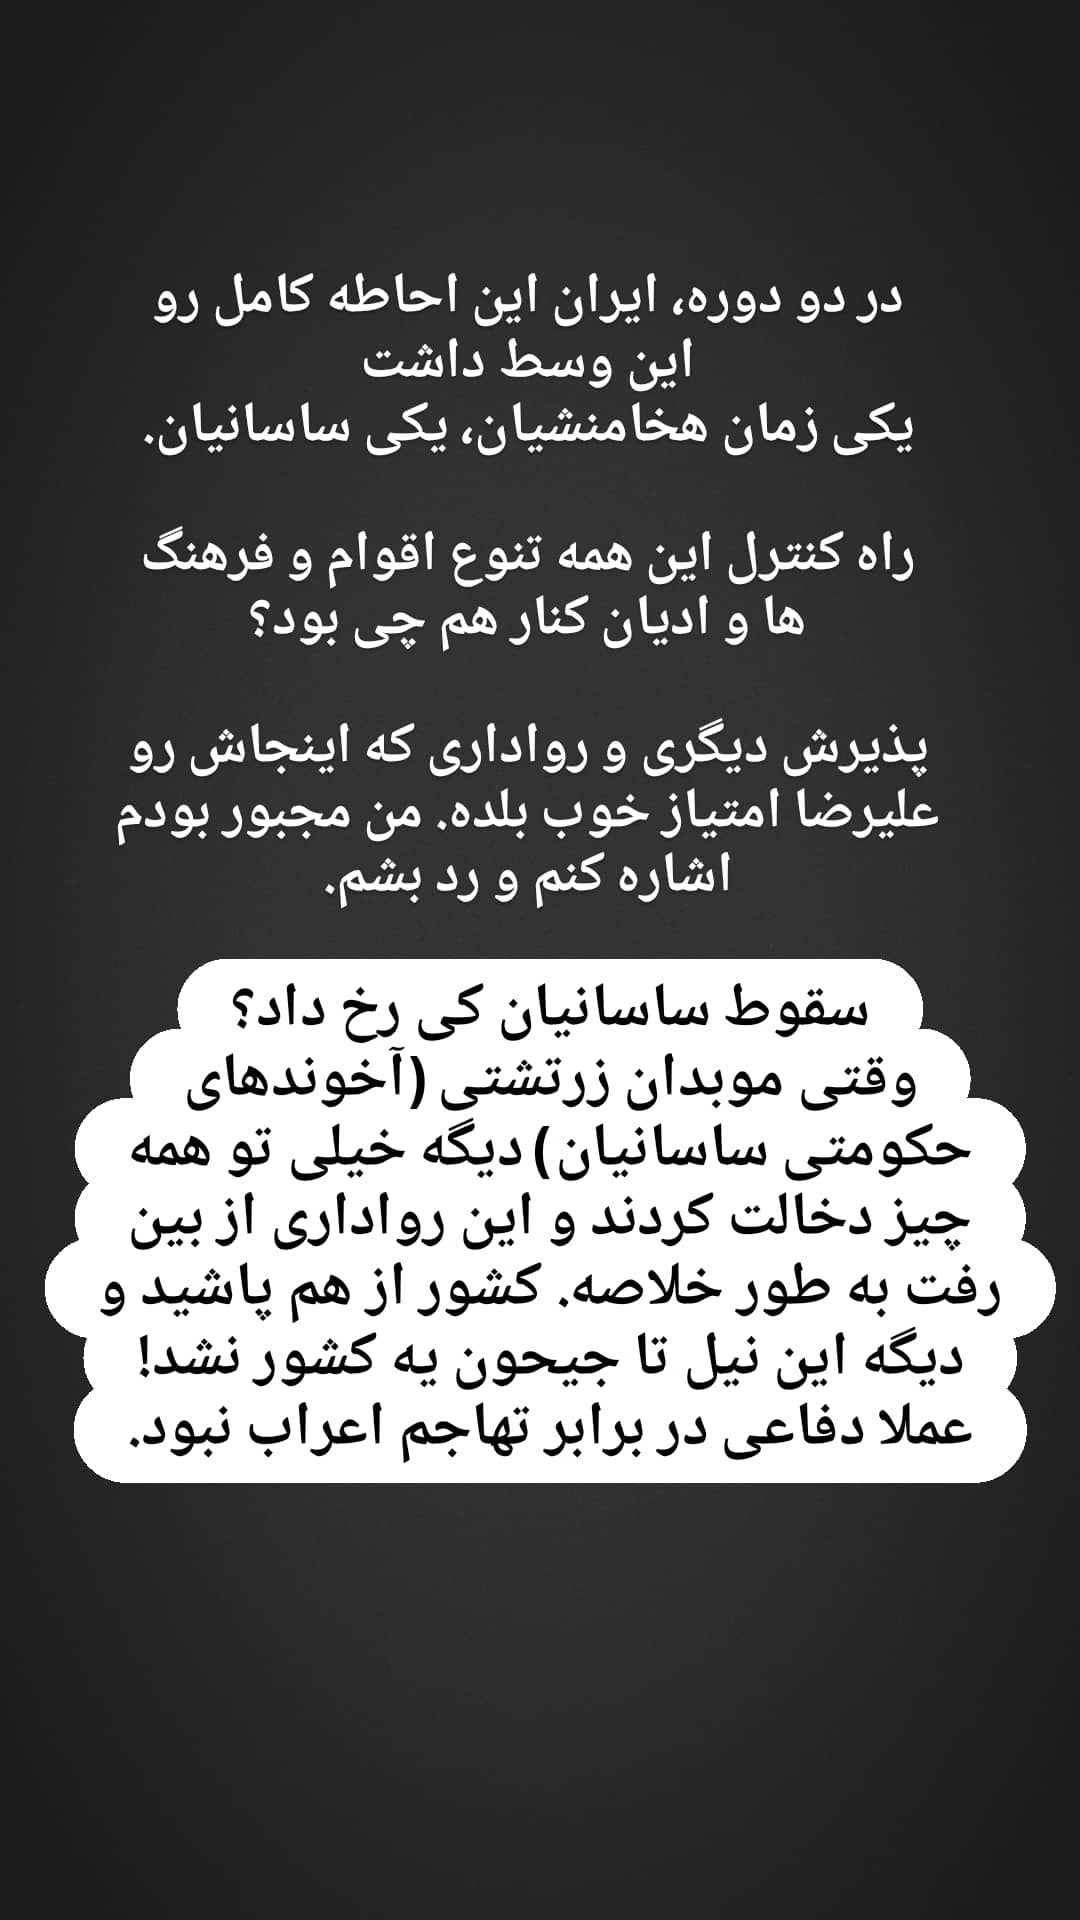 در دو دوره، ایران این احاطه کامل رو
این وسط داشت
یکی زمان هخامنشیان، یکی ساسانیان.
راه کنترل این همه تنوع اقوام و فرهنگ
ها و ادیان کنار هم چی بود؟
پذیرش دیگری و رواداری که اینجاش رو
علیرضا امتیاز خوب بلده. من مجبور بودم
اشاره کنم و رد بشم.
سقوط ساسانیان کی رخ داد؟
وقتی موبدان زرتشتی (آخوندهای
حکومتی ساسانیان)دیگه خیلی تو همه
چیز دخالت کردند و این رواداری از بین
رفت به طور خلاصه. کشور از هم پاشید و
دیگه این نیل تا جیحون یه کشور نشد!
عملا دفاعی در برابر تهاجم اعراب نبود.